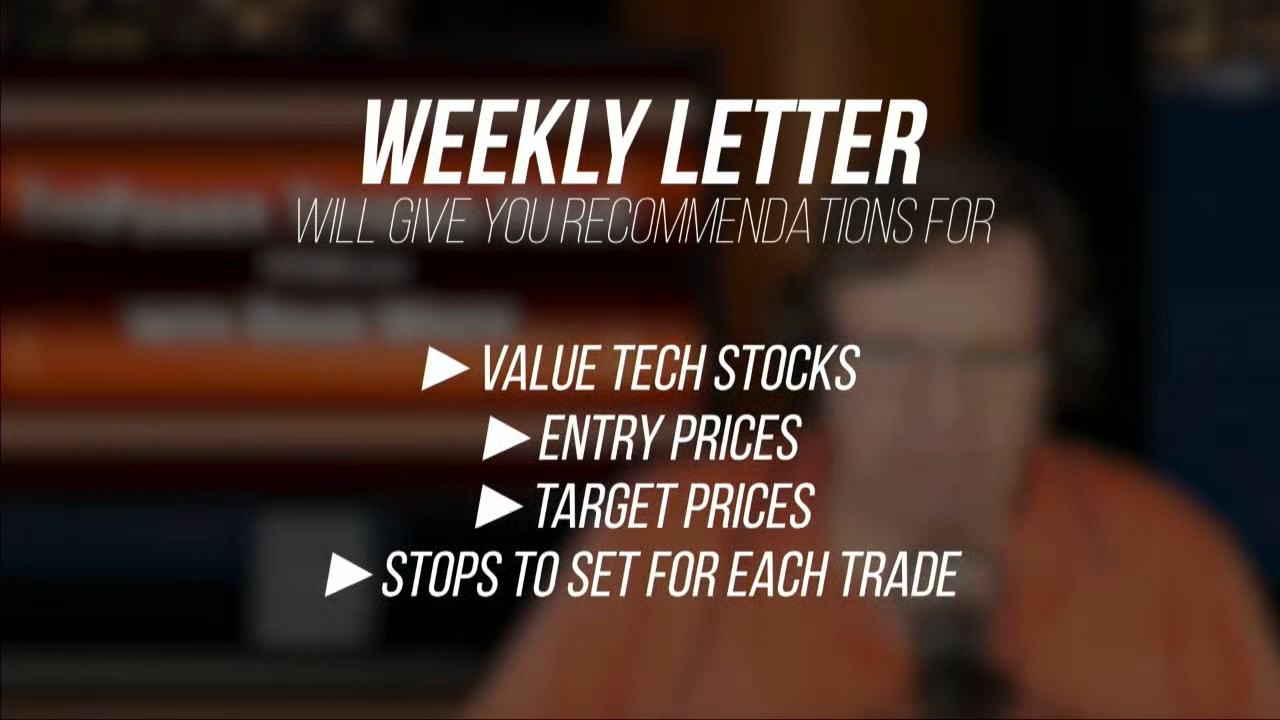 WEEKLY LETTER
WILL GIVE YOU RECOMMENDATIONS FOR
▶ VALUE TECH STOCKS
▶ ENTRY PRICES
▶ TARGET PRICES
▶ STOPS TO SET FOR EACH TRADE